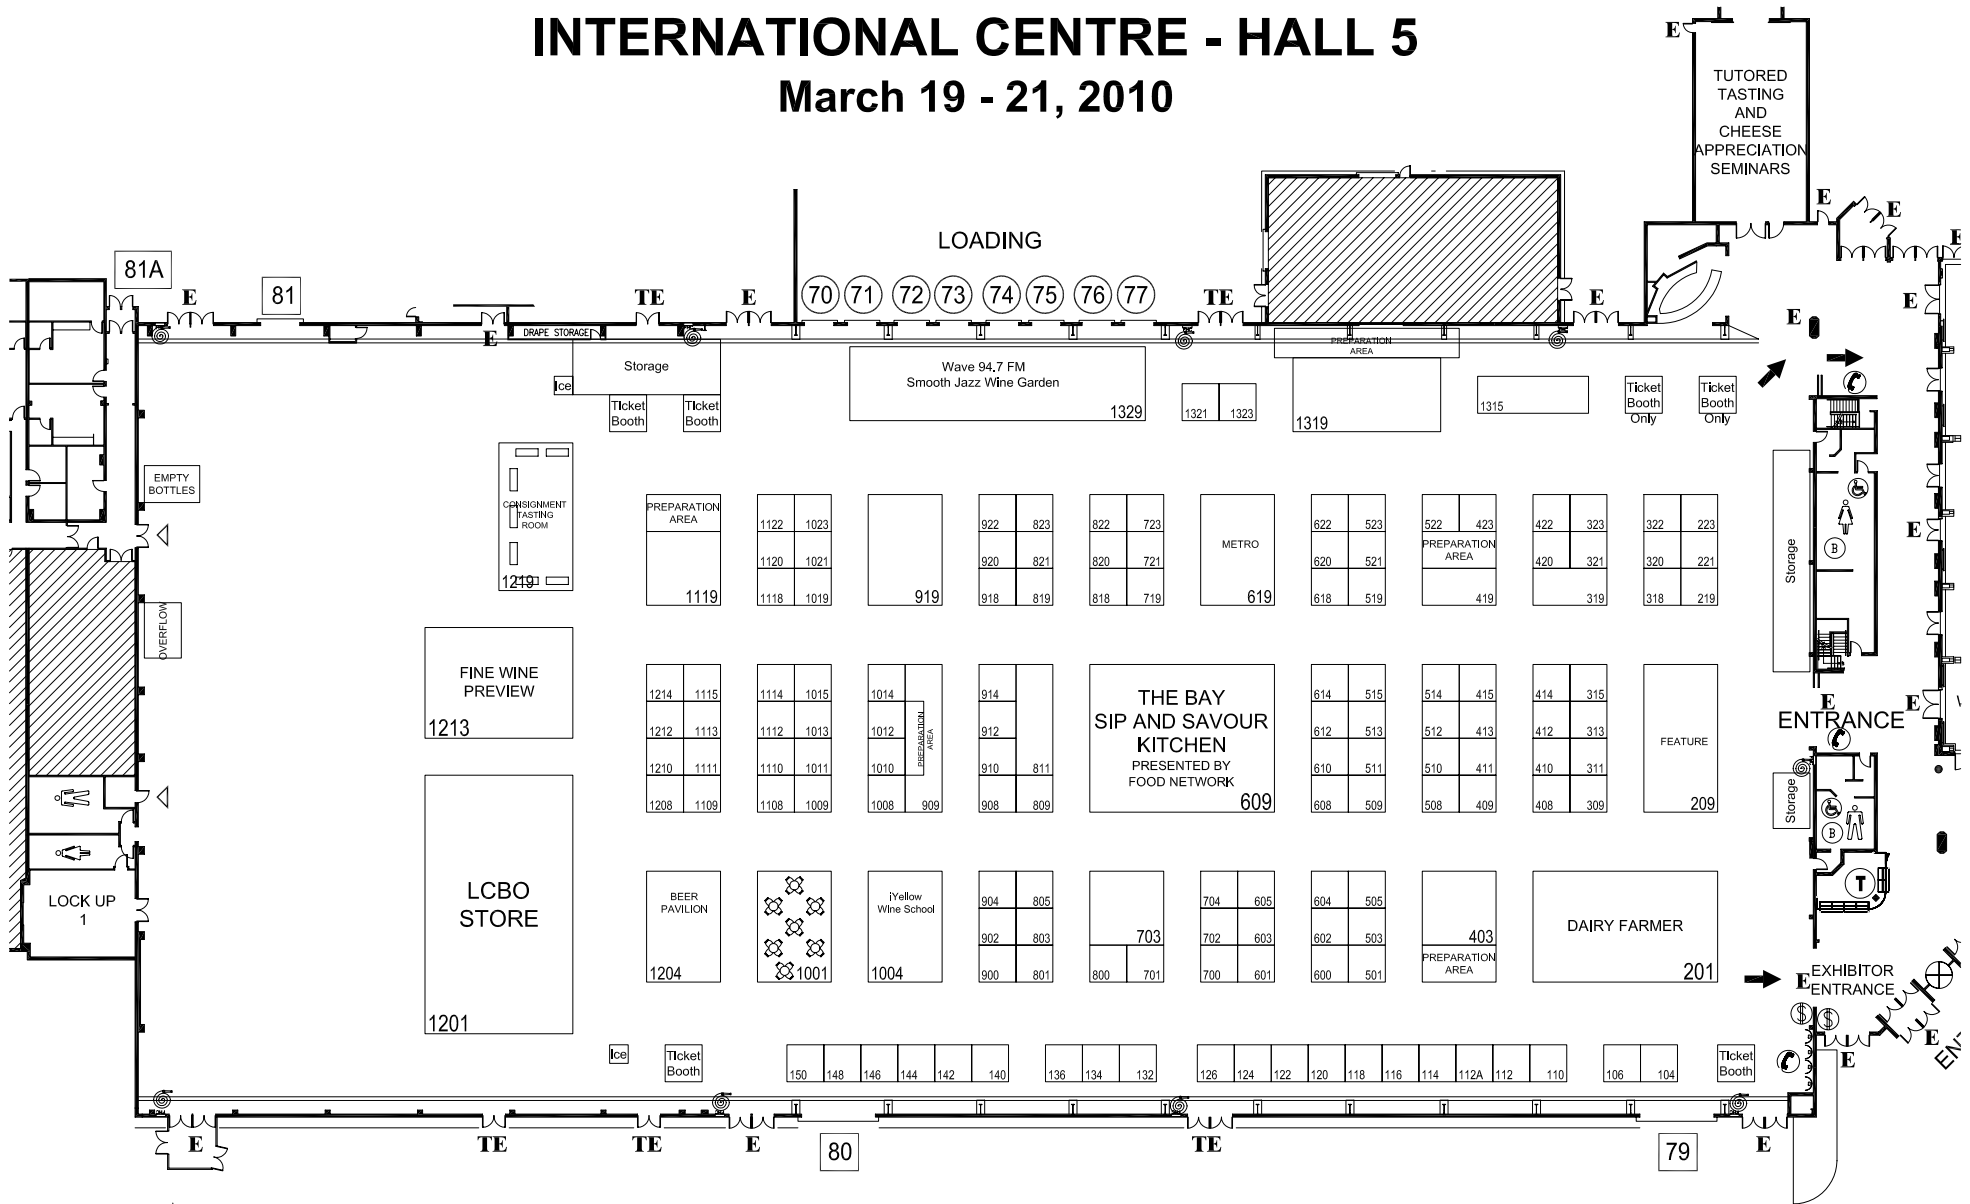 INTERNATIONAL CENTRE - HALL 5
March 19 - 21, 2010
E
TUTORED
TASTING
AND
CHEESE
APPRECIATION
SEMINARS
E
E
E
LOADING
81A
E
81
TE
E
70 71 72 73 74 75 76 77
TE
E
E
E
DRAPE STORAGE
E
Storage
Ice
Ticket
Booth
Ticket
Booth
Wave 94.7 FM
Smooth Jazz Wine Garden
1329
1321 1323
PREPARATION
AREA
1319
1315
Ticket
Booth
Only
Ticket
Booth
Only
EMPTY
BOTTLES
CONSIGNMENT
TASTING
ROOM
1219
OVERFLOW
PREPARATION
AREA
1119
1122 1023
1120 1021
1118 1019
919
922 823
920 821
918 819
822 723
820 721
818 719
METRO
619
622 523
620 521
618 519
522 423
PREPARATION
AREA
419
422 323
420 321
319
322 223
320 221
318 219
Storage
B
E
FINE WINE
PREVIEW
1213
1214 1115
1212 1113
1210 1111
1208 1109
1114 1015
1112 1013
1110 1011
1108 1009
1014
1012
1010
1008 909
PREPARATION
AREA
914
912
910 811
908 809
THE BAY
SIP AND SAVOUR
KITCHEN
PRESENTED BY
FOOD NETWORK
609
614 515
612 513
610 511
608 509
514 415
512 413
510 411
508 409
414 315
412 313
410 311
408 309
FEATURE
209
E
E
ENTRANCE
Storage
B
T
LOCK UP
1
LCBO
STORE
1201
BEER
PAVILION
1204
1001
iYellow
Wine School
1004
904 805
902 803
900 801
703
800 701
704 605
702 603
700 601
604 505
602 503
600 501
403
PREPARATION
AREA
DAIRY FARMER
201
E
EXHIBITOR
ENTRANCE
$ $
E
E
Ice
Ticket
Booth
150 148 146 144 142 140
136 134 132
126 124 122 120 118 116 114 112A 112 110
106 104
Ticket
Booth
E
TE
TE
E
80
TE
79
E